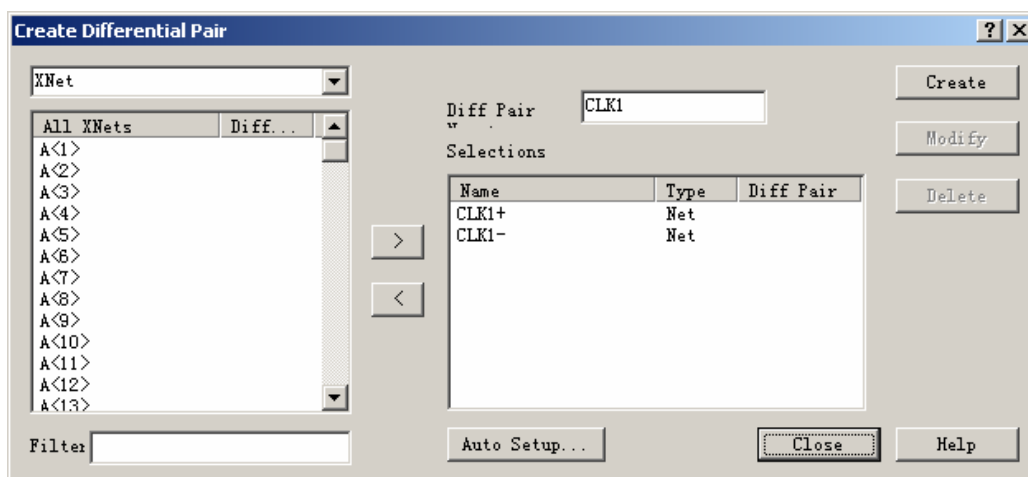 Create Differential Pair
? X
XNet
Create
Diff Pair
CLK1
Modify
Selections
All XNets Diff...
A<1>
A<2>
A<3>
A<4>
A<5>
A<6>
A<7>
A<8>
A<9>
A<10>
A<11>
A<12>
A<13>
>
<
Name Type Diff Pair
CLK1+ Net
CLK1- Net
Delete
Filter
Auto Setup...
Close
Help